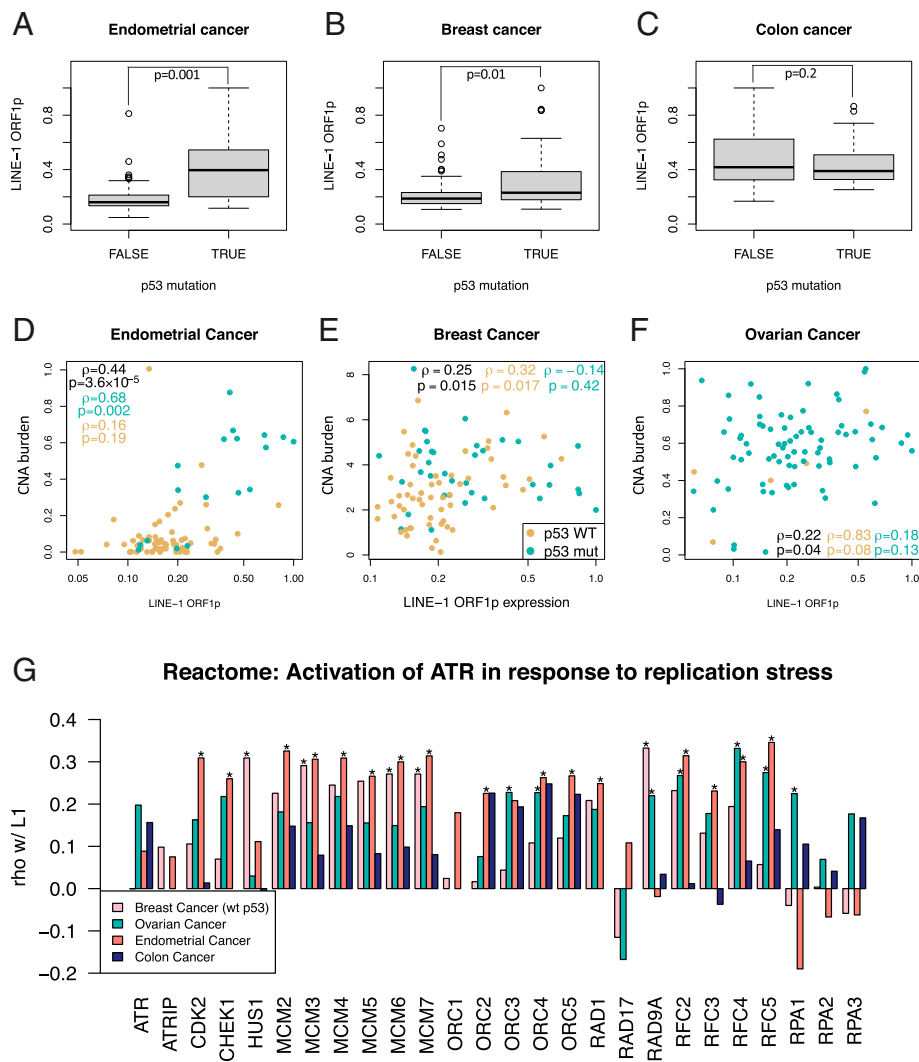 A
Endometrial cancer
p=0.001
LINE−1 ORF1p
0.0
0.4
0.8
FALSE
TRUE
p53 mutation
B
Breast cancer
p=0.01
LINE−1 ORF1p
0.0
0.4
0.8
FALSE
TRUE
p53 mutation
C
Colon cancer
p=0.2
LINE−1 ORF1p
0.0
0.4
0.8
FALSE
TRUE
p53 mutation
D
Endometrial Cancer
ρ=0.44
p=3.6×10⁻⁵
ρ=0.68
p=0.002
ρ=0.16
p=0.19
CNA burden
0.0
0.2
0.4
0.6
0.8
1.0
0.05
0.10
0.20
0.50
1.00
LINE−1 ORF1p
E
Breast Cancer
ρ = 0.25 ρ = 0.32 ρ = −0.14
p = 0.015 p = 0.017 p = 0.42
CNA burden
0
2
4
6
8
p53 WT
p53 mut
0.1
0.2
0.5
1.0
LINE−1 ORF1p expression
F
Ovarian Cancer
CNA burden
0.0
0.2
0.4
0.6
0.8
1.0
ρ=0.22 ρ=0.83 ρ=0.18
p=0.04 p=0.08 p=0.13
0.1
0.2
0.5
1.0
LINE−1 ORF1p
G
Reactome: Activation of ATR in response to replication stress
rho w/ L1
0.4
0.3
0.2
0.1
0.0
−0.1
−0.2
* * * * * * * * * * * * * * * * * * * * * * * * * * * *
Breast Cancer (wt p53)
Ovarian Cancer
Endometrial Cancer
Colon Cancer
ATR
ATRIP
CDK2
CHEK1
HUS1
MCM2
MCM3
MCM4
MCM5
MCM6
MCM7
ORC1
ORC2
ORC3
ORC4
ORC5
RAD1
RAD17
RAD9A
RFC2
RFC3
RFC4
RFC5
RPA1
RPA2
RPA3